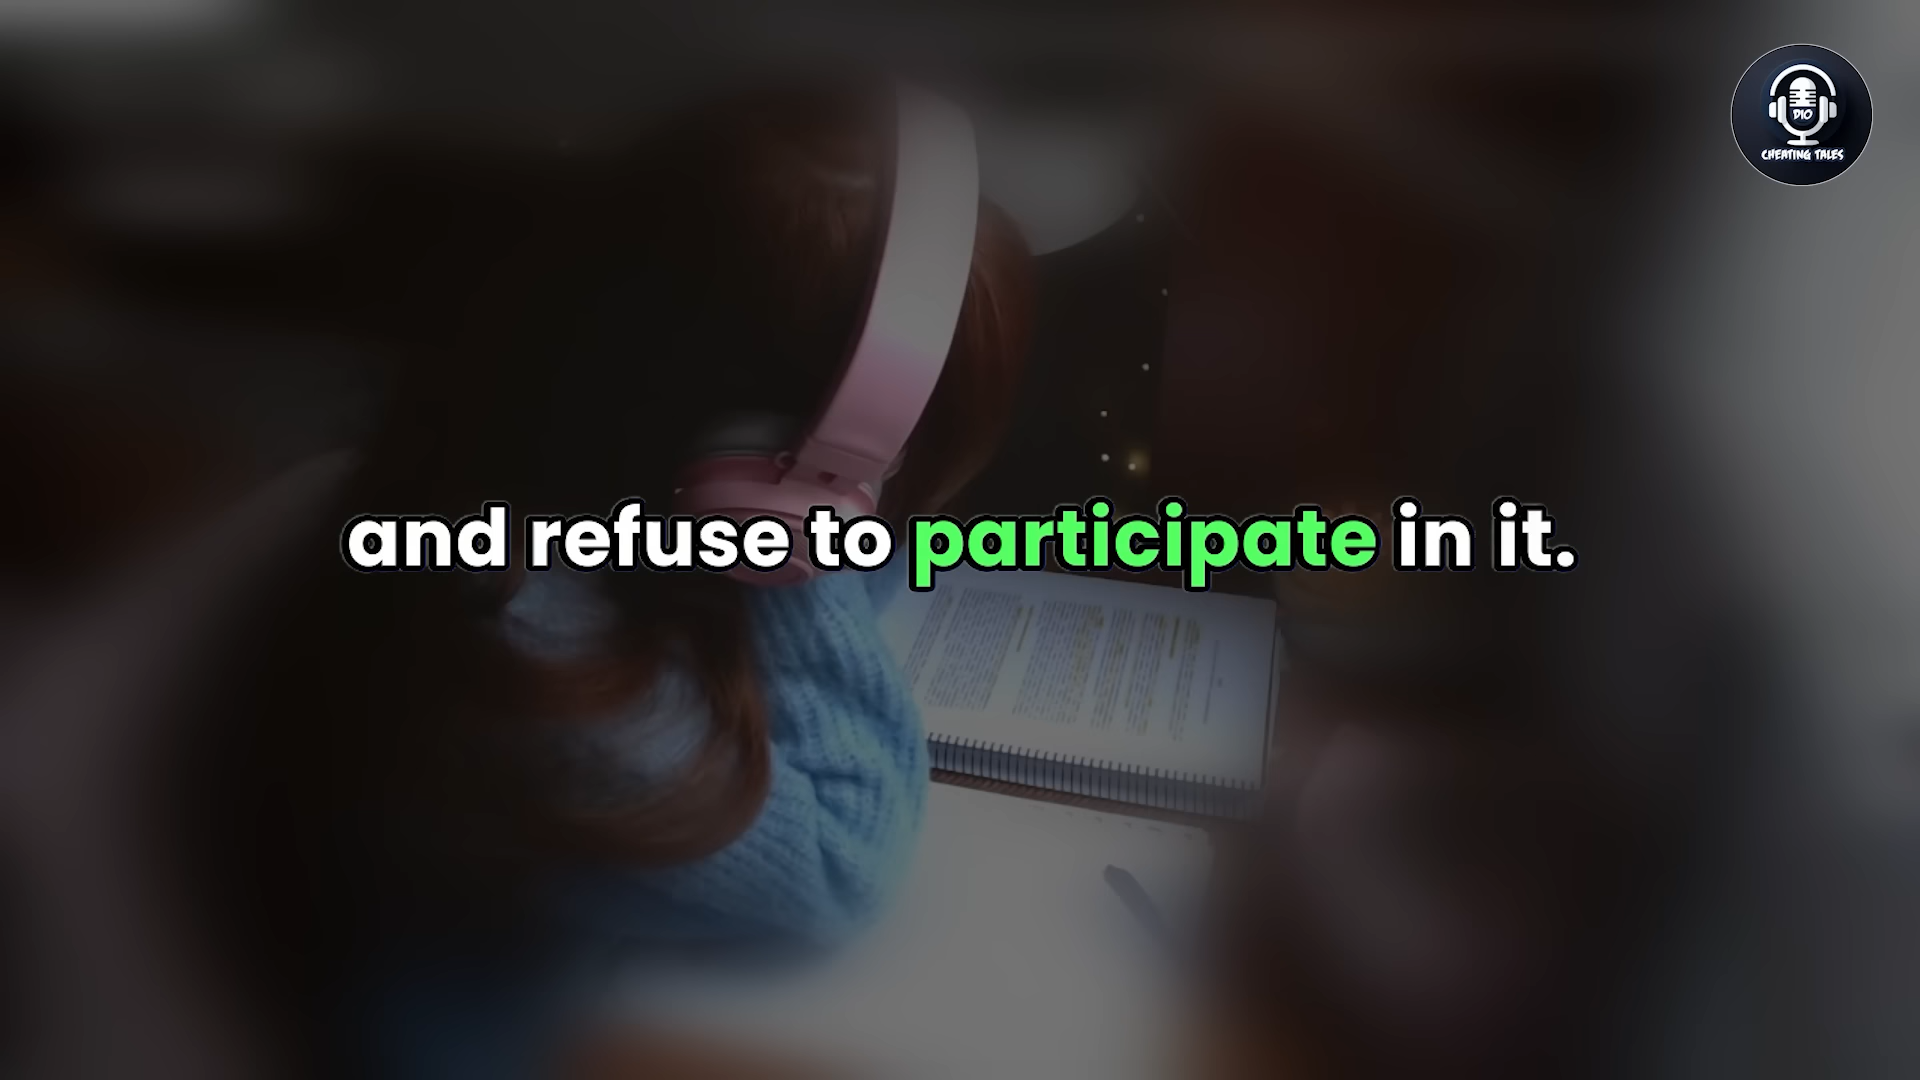 DIO
CHEATING TALES
and refuse to participate in it.